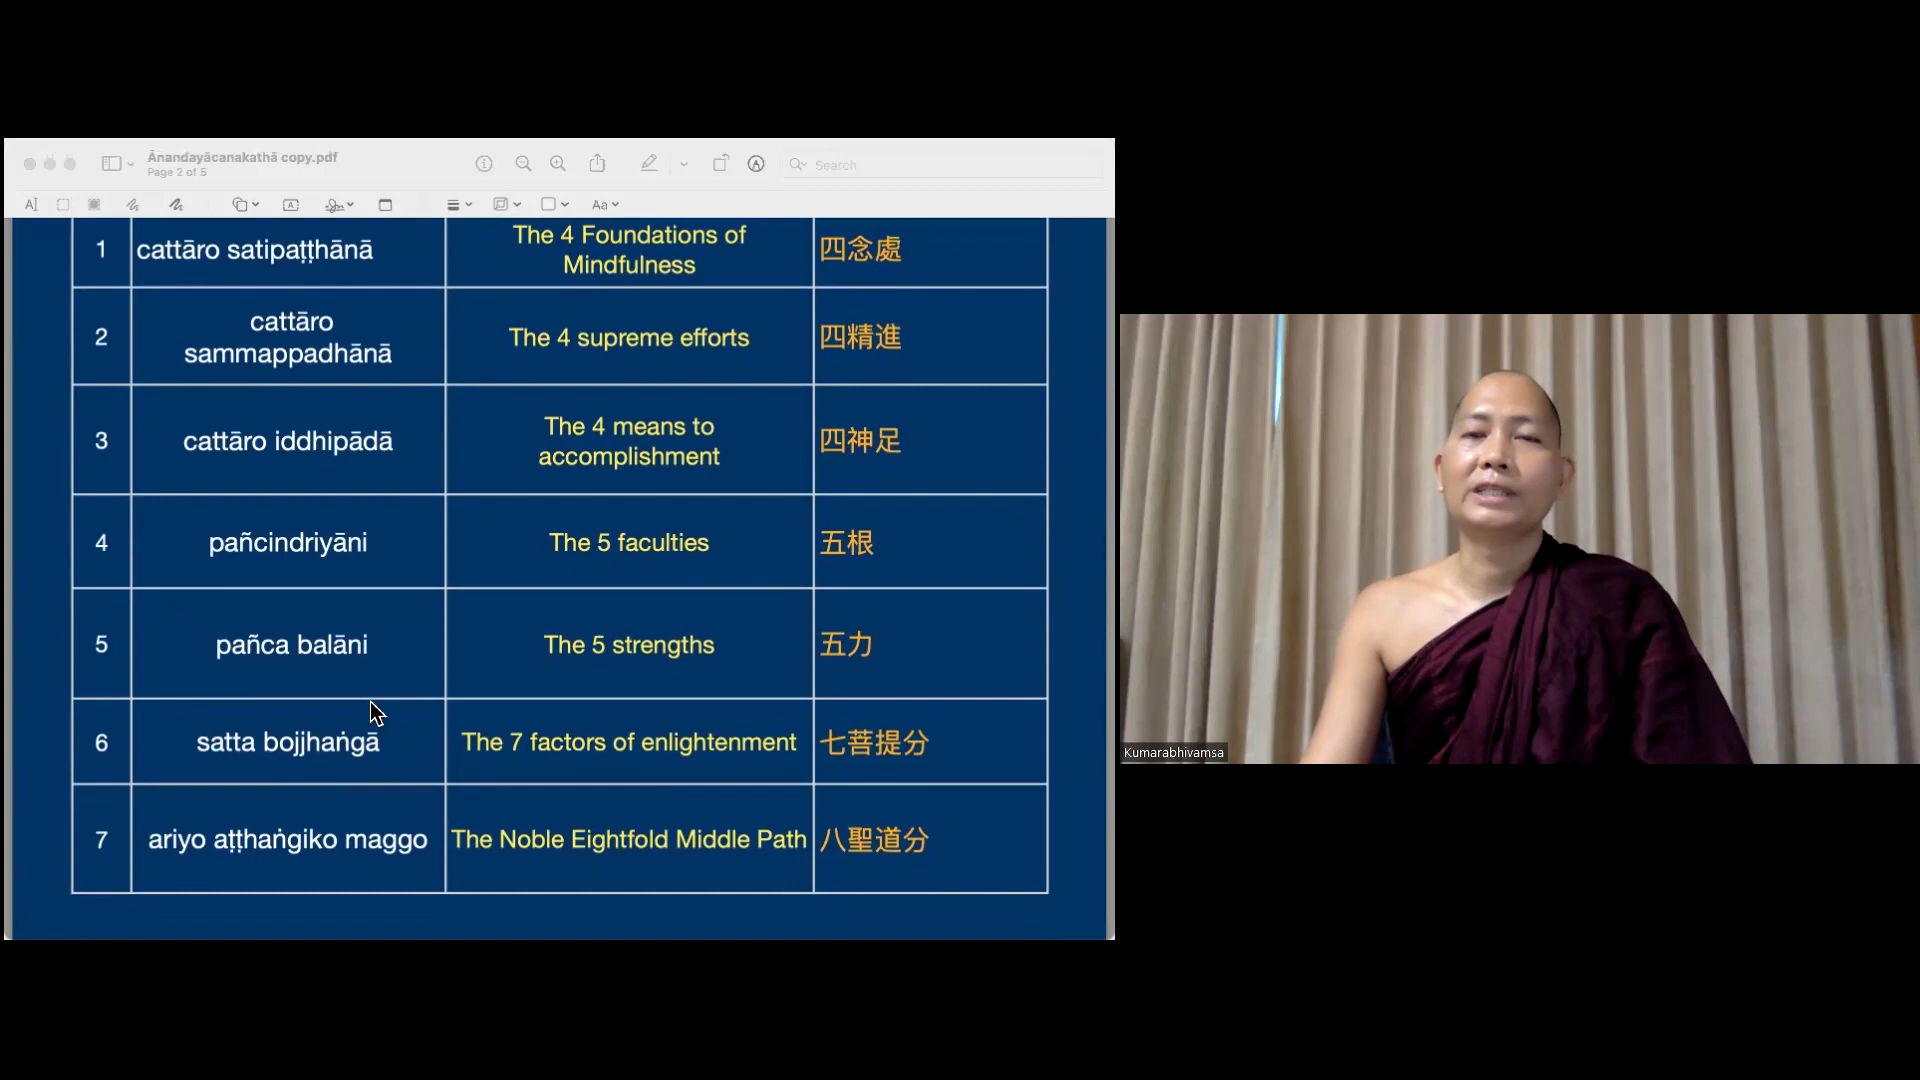 Ānandayācanakathā copy.pdf
Page 2 of 5
Search
Aa
1
cattāro satipaṭṭhānā
The 4 Foundations of
Mindfulness
四念處
2
cattāro
sammappadhānā
The 4 supreme efforts
四精進
3
cattāro iddhipādā
The 4 means to
accomplishment
四神足
4
pañcindriyāni
The 5 faculties
五根
5
pañca balāni
The 5 strengths
五力
6
satta bojjhaṅgā
The 7 factors of enlightenment
七菩提分
7
ariyo aṭṭhaṅgiko maggo
The Noble Eightfold Middle Path
八聖道分
Kumarabhivamsa